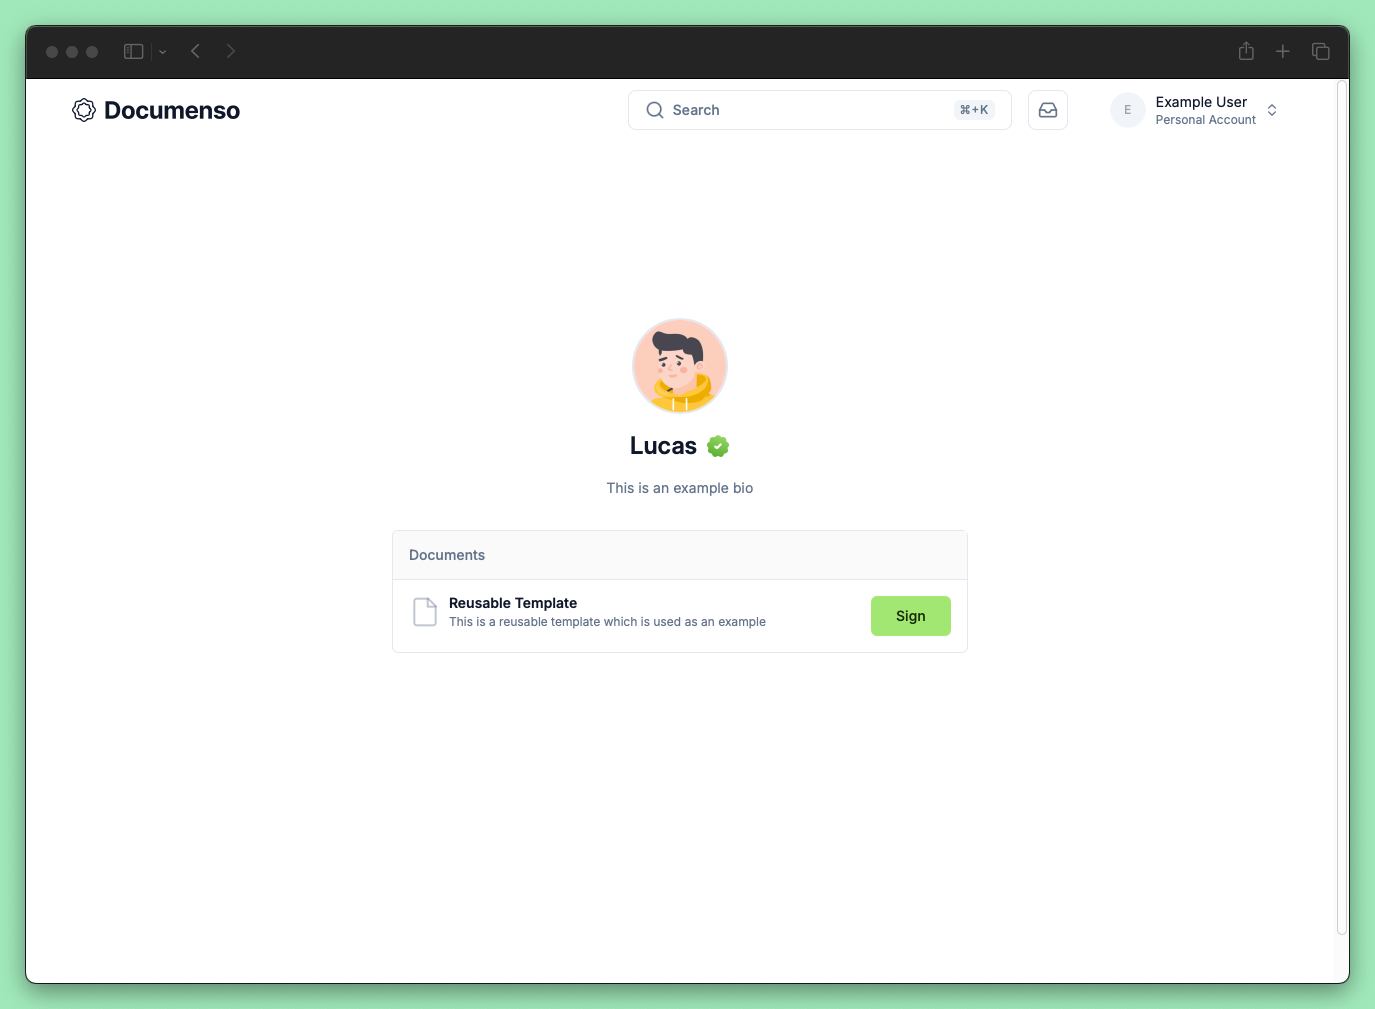 Documenso
Search
⌘+K
E
Example User
Personal Account
Lucas
This is an example bio
Documents
Reusable Template
This is a reusable template which is used as an example
Sign